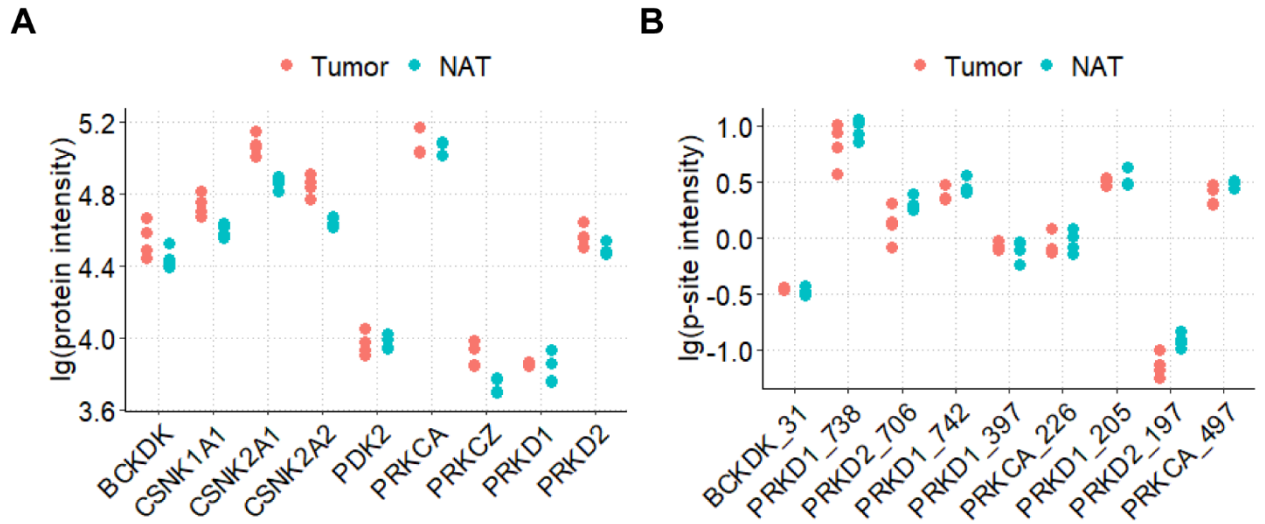 A
Tumor NAT
lg(protein intensity)
5.2
4.8
4.4
4.0
3.6
BCKDK
CSNK1A1
CSNK2A1
CSNK2A2
PDK2
PRKCA
PRKCZ
PRKD1
PRKD2
B
Tumor NAT
lg(p-site intensity)
1.0
0.5
0.0
-0.5
-1.0
BCKDK_31
PRKD1_738
PRKD2_706
PRKD1_742
PRKD1_397
PRKCA_226
PRKD1_205
PRKD2_197
PRKCA_497